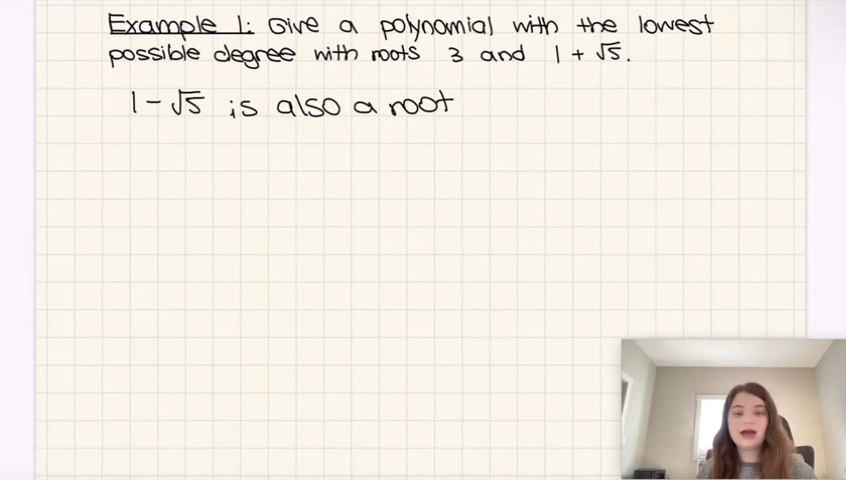 Example 1: Give a polynomial with the lowest
possible degree with roots 3 and 1 + √5.
1 - √5 is also a root